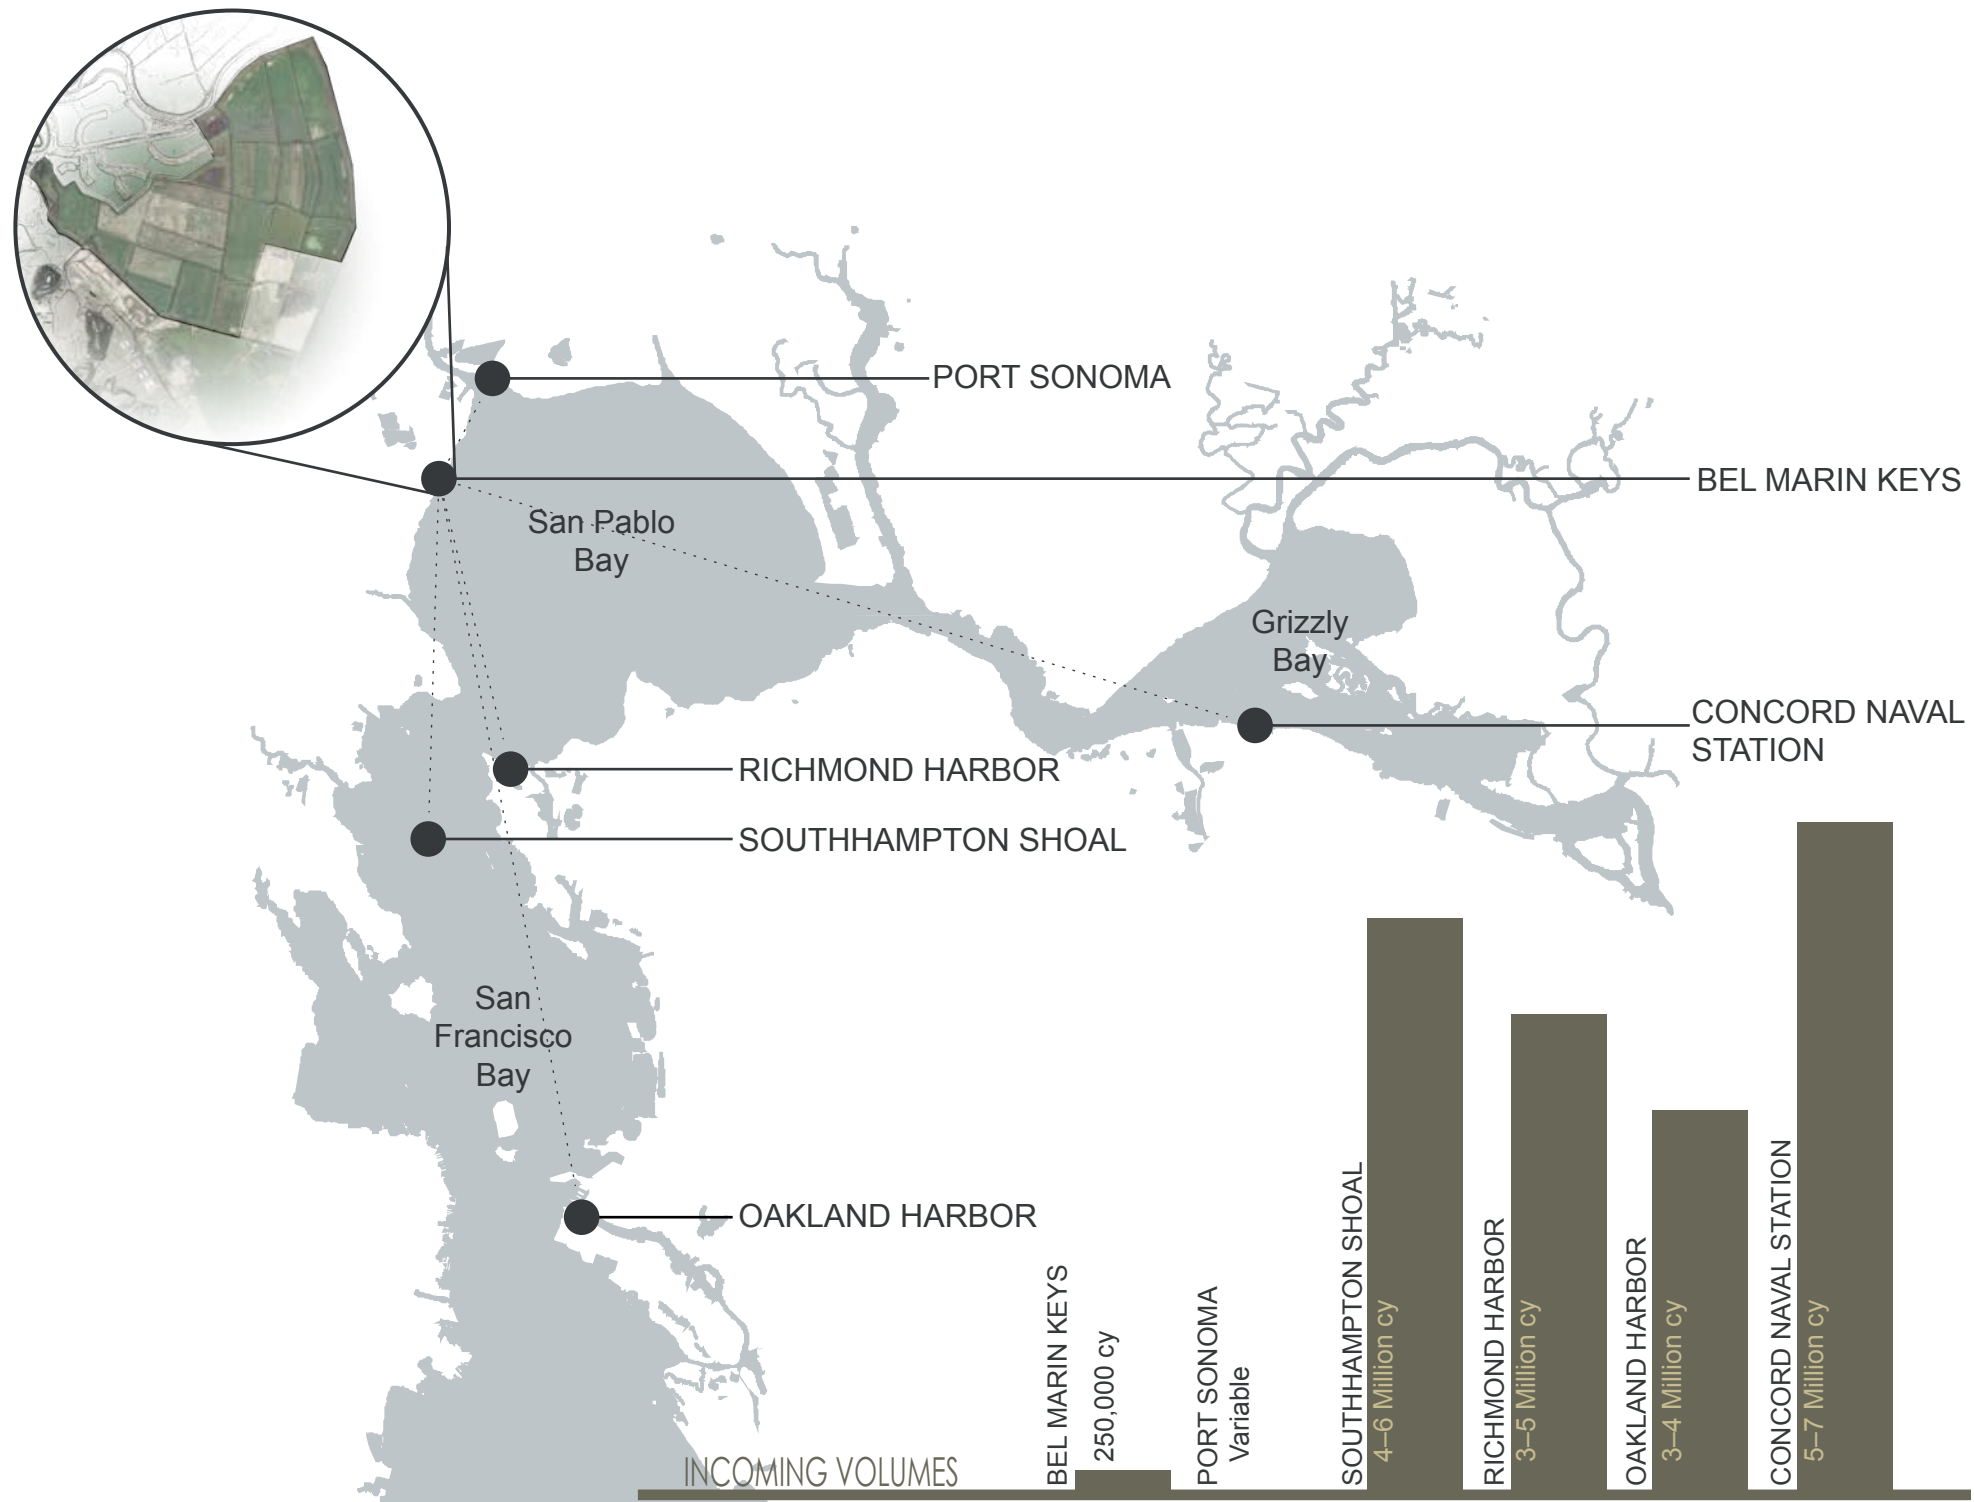 PORT SONOMA
BEL MARIN KEYS
San Pablo
Bay
Grizzly
Bay
CONCORD NAVAL
STATION
RICHMOND HARBOR
SOUTHHAMPTON SHOAL
San
Francisco
Bay
OAKLAND HARBOR
INCOMING VOLUMES
BEL MARIN KEYS
250,000 cy
PORT SONOMA
Variable
SOUTHHAMPTON SHOAL
4–6 Million cy
RICHMOND HARBOR
3–5 Million cy
OAKLAND HARBOR
3–4 Million cy
CONCORD NAVAL STATION
5–7 Million cy